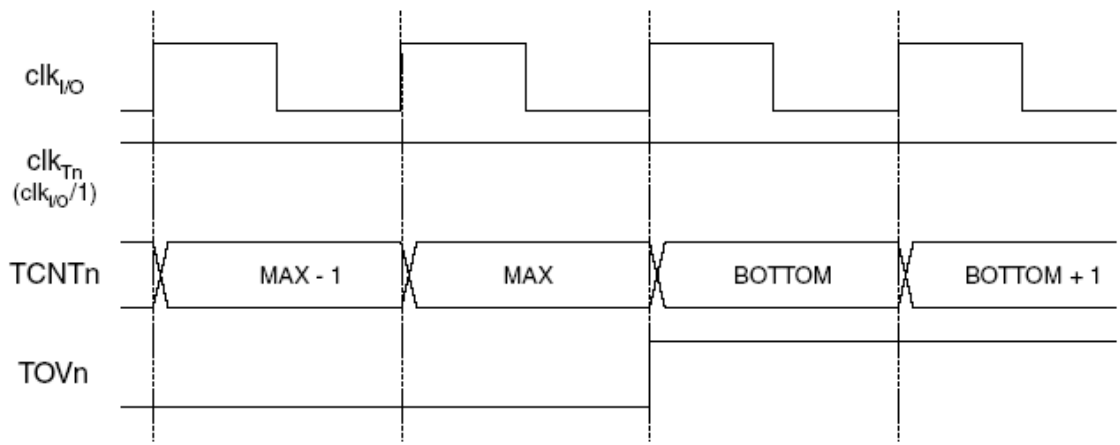 clkI/O
clkTn
(clkI/O/1)
TCNTn MAX - 1 MAX BOTTOM BOTTOM + 1
TOVn